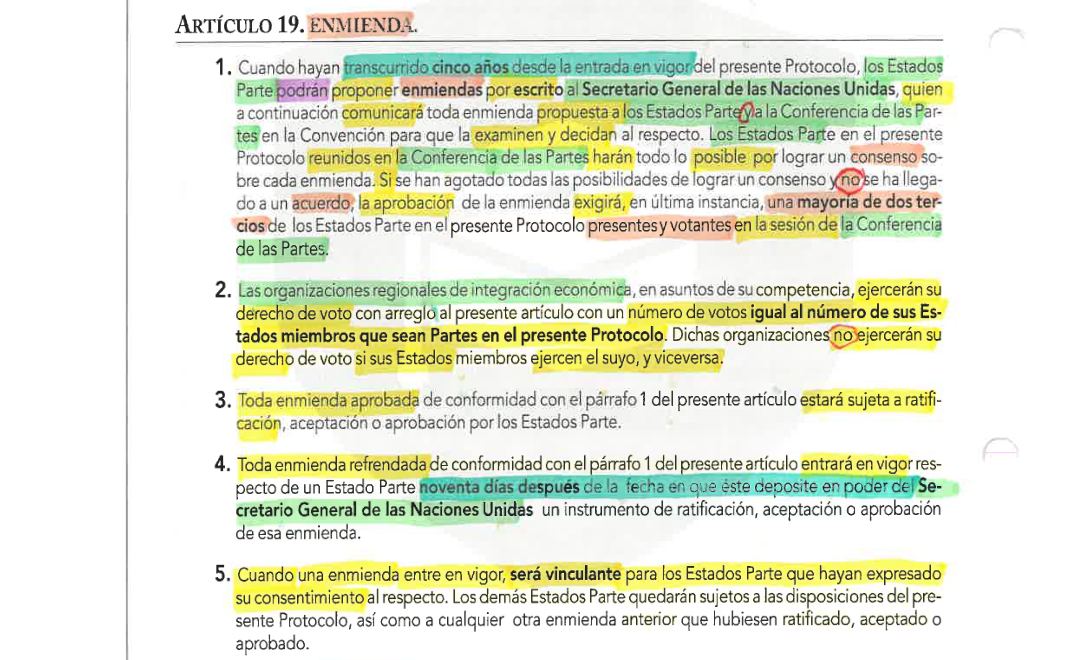 ARTÍCULO 19. ENMIENDA.
1. Cuando hayan transcurrido cinco años desde la entrada en vigor del presente Protocolo, los Estados
Parte podrán proponer enmiendas por escrito al Secretario General de las Naciones Unidas, quien
a continuación comunicará toda enmienda propuesta a los Estados Parte y a la Conferencia de las Par-
tes en la Convención para que la examinen y decidan al respecto. Los Estados Parte en el presente
Protocolo reunidos en la Conferencia de las Partes harán todo lo posible por lograr un consenso so-
bre cada enmienda. Si se han agotado todas las posibilidades de lograr un consenso y no se ha llega-
do a un acuerdo, la aprobación de la enmienda exigirá, en última instancia, una mayoría de dos ter-
cios de los Estados Parte en el presente Protocolo presentes y votantes en la sesión de la Conferencia
de las Partes.
2. Las organizaciones regionales de integración económica, en asuntos de su competencia, ejercerán su
derecho de voto con arreglo al presente artículo con un número de votos igual al número de sus Es-
tados miembros que sean Partes en el presente Protocolo. Dichas organizaciones no ejercerán su
derecho de voto si sus Estados miembros ejercen el suyo, y viceversa.
3. Toda enmienda aprobada de conformidad con el párrafo 1 del presente artículo estará sujeta a ratifi-
cación, aceptación o aprobación por los Estados Parte.
4. Toda enmienda refrendada de conformidad con el párrafo 1 del presente artículo entrará en vigor res-
pecto de un Estado Parte noventa días después de la fecha en que éste deposite en poder del Se-
cretario General de las Naciones Unidas un instrumento de ratificación, aceptación o aprobación
de esa enmienda.
5. Cuando una enmienda entre en vigor, será vinculante para los Estados Parte que hayan expresado
su consentimiento al respecto. Los demás Estados Parte quedarán sujetos a las disposiciones del pre-
sente Protocolo, así como a cualquier otra enmienda anterior que hubiesen ratificado, aceptado o
aprobado.